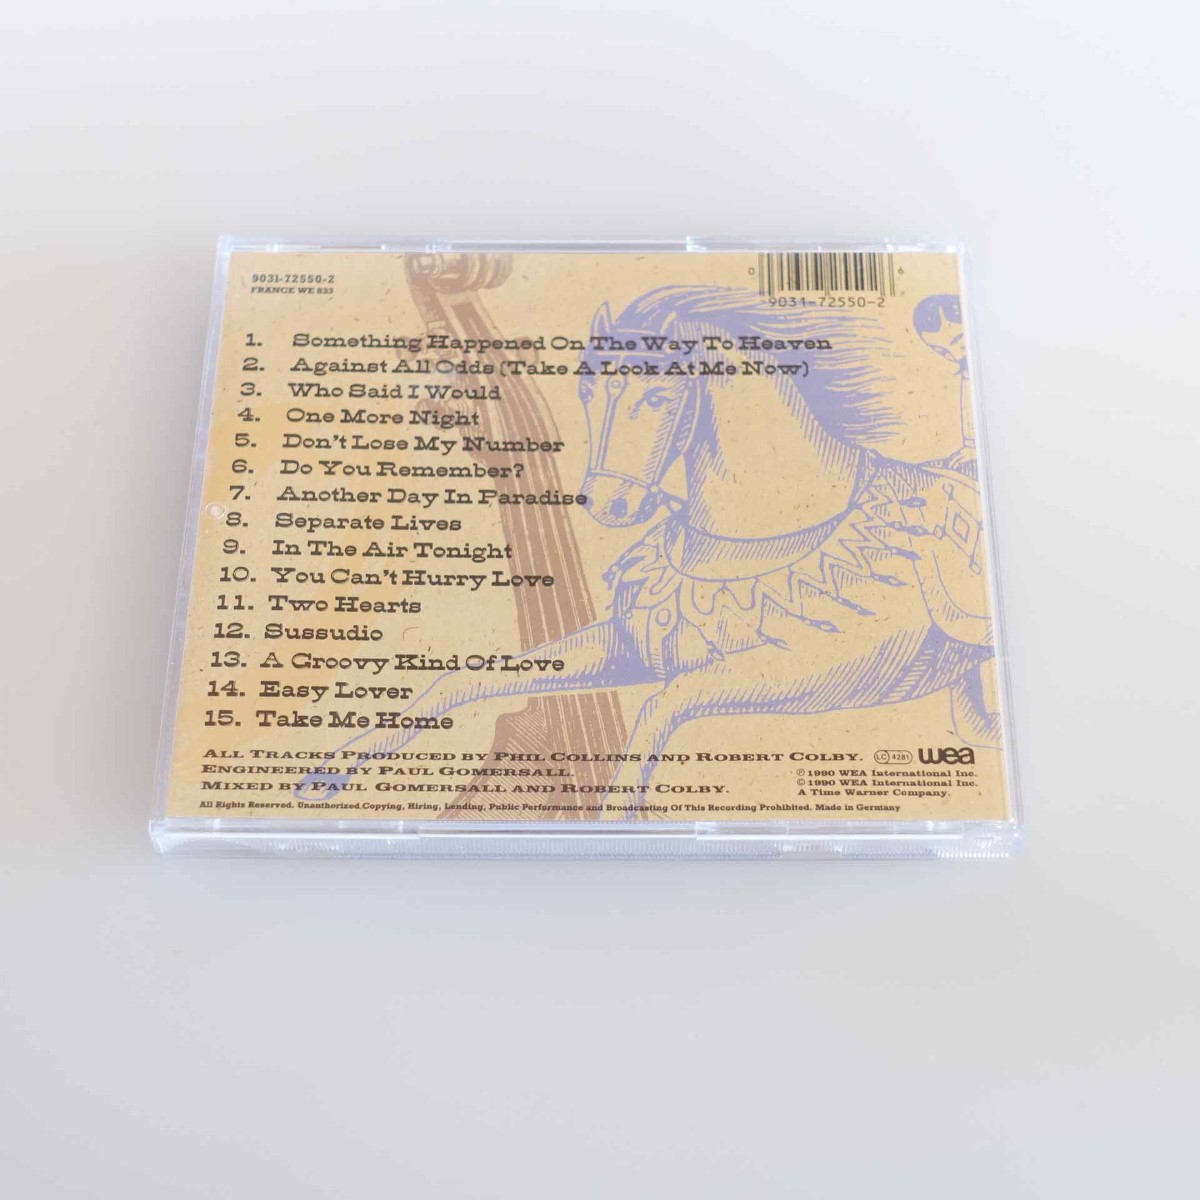 9031-72550-2
FRANCE WE 833
0 9031-72550-2 6
1. Something Happened On The Way To Heaven
2. Against All Odds (Take A Look At Me Now)
3. Who Said I Would
4. One More Night
5. Don't Lose My Number
6. Do You Remember?
7. Another Day In Paradise
8. Separate Lives
9. In The Air Tonight
10. You Can't Hurry Love
11. Two Hearts
12. Sussudio
13. A Groovy Kind Of Love
14. Easy Lover
15. Take Me Home
All Tracks Produced by Phil Collins and Robert Colby.
Engineered by Paul Gomersall.
Mixed by Paul Gomersall and Robert Colby.
LC 4281 wea
℗ 1990 WEA International Inc.
© 1990 WEA International Inc.
A Time Warner Company.
All Rights Reserved. Unauthorized Copying, Hiring, Lending, Public Performance and Broadcasting Of This Recording Prohibited. Made in Germany